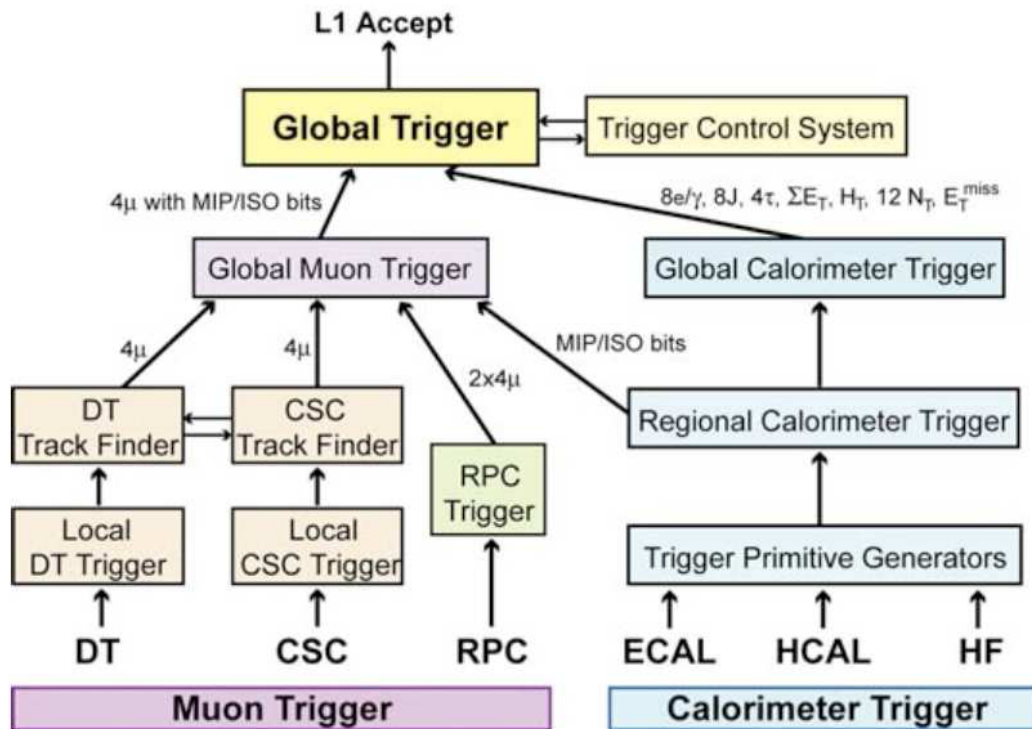 L1 Accept
Global Trigger
Trigger Control System
4μ with MIP/ISO bits
8e/γ, 8J, 4τ, ΣE_T, H_T, 12 N_T, E_T^miss
Global Muon Trigger
Global Calorimeter Trigger
4μ
4μ
2x4μ
MIP/ISO bits
DT
Track Finder
CSC
Track Finder
RPC
Trigger
Regional Calorimeter Trigger
Local
DT Trigger
Local
CSC Trigger
Trigger Primitive Generators
DT
CSC
RPC
ECAL
HCAL
HF
Muon Trigger
Calorimeter Trigger